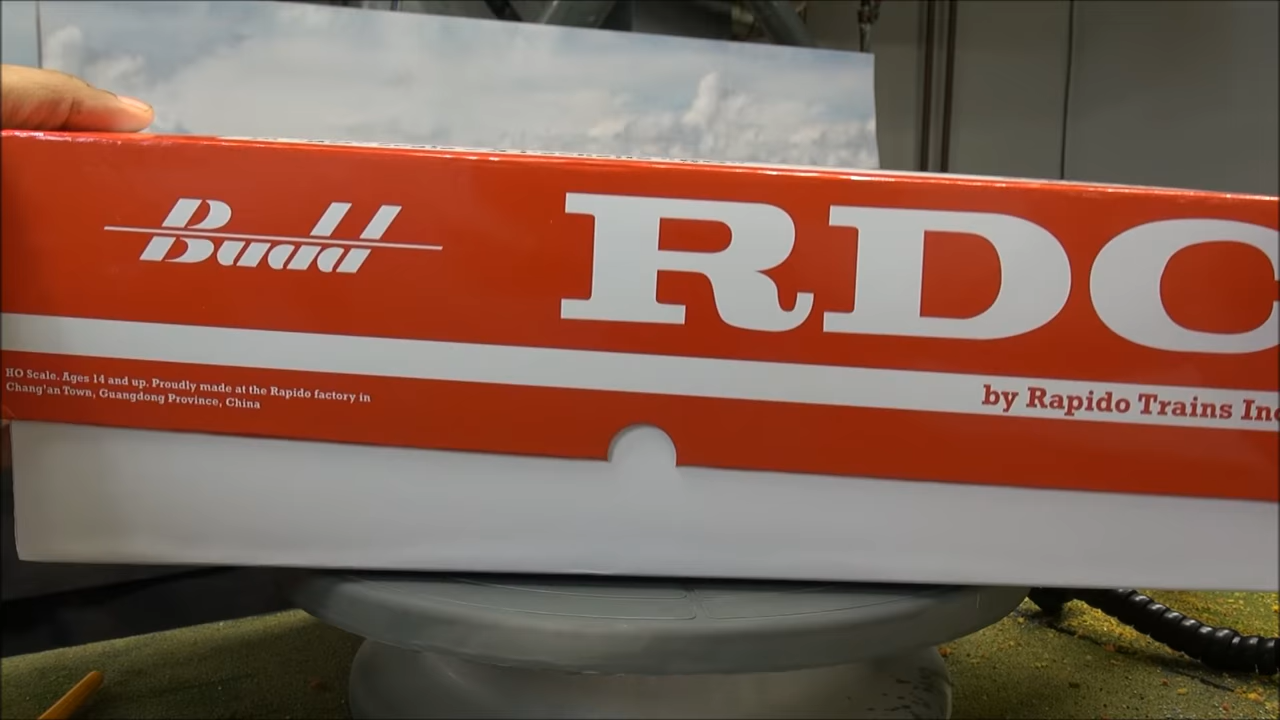 Budd
RDC
by Rapido Trains Inc
HO Scale. Ages 14 and up. Proudly made at the Rapido factory in
Chang'an Town, Guangdong Province, China